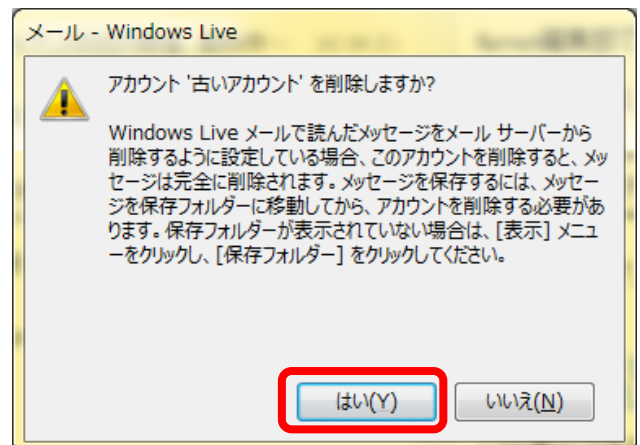 メール - Windows Live
アカウント '古いアカウント' を削除しますか?
Windows Live メールで読んだメッセージをメール サーバーから
削除するように設定している場合、このアカウントを削除すると、メッ
セージは完全に削除されます。メッセージを保存するには、メッセー
ジを保存フォルダーに移動してから、アカウントを削除する必要があ
ります。保存フォルダーが表示されていない場合は、[表示] メニュ
ーをクリックし、[保存フォルダー] をクリックしてください。
はい(Y)
いいえ(N)